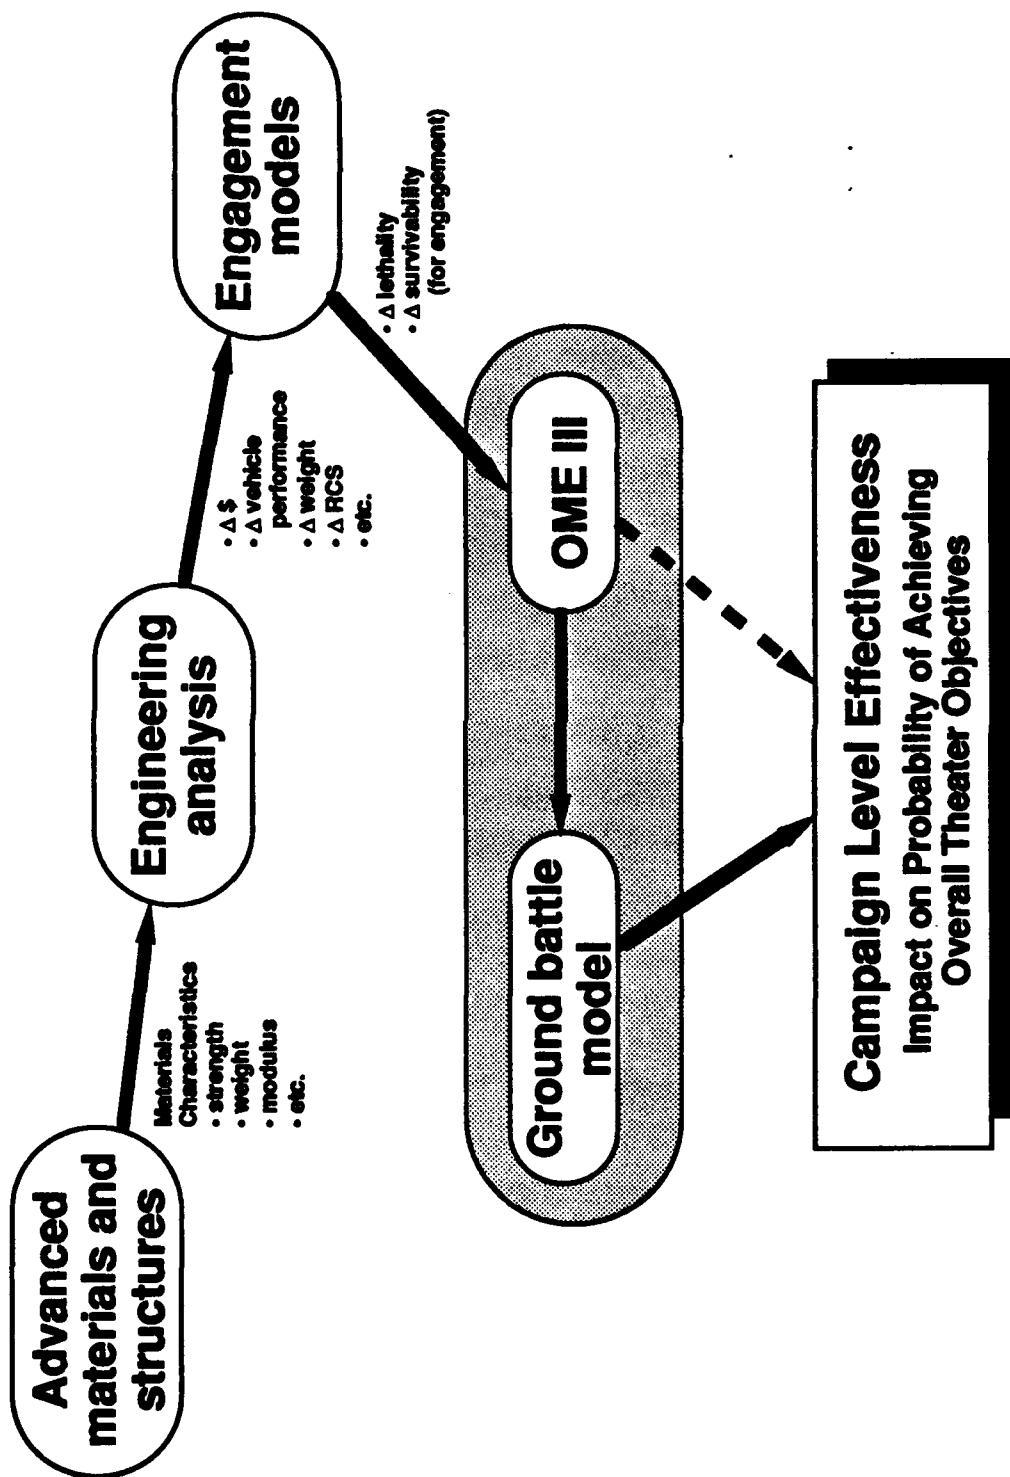 Advanced
materials and
structures
Materials
Characteristics
• strength
• weight
• modulus
• etc.
Engineering
analysis
• Δ $
• Δ vehicle
performance
• Δ weight
• Δ RCS
• etc.
Engagement
models
• Δ lethality
• Δ survivability
(for engagement)
Ground battle
model
OME III
Campaign Level Effectiveness
Impact on Probability of Achieving
Overall Theater Objectives